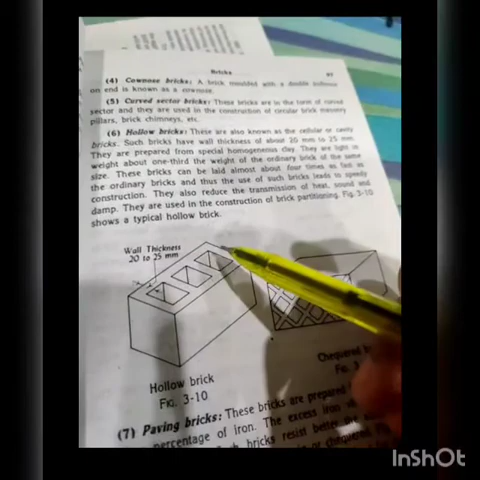 Bricks
(4) Cownose bricks: A brick moulded with a double bullnose
on end is known as a cownose.
(5) Curved sector bricks: These bricks are in the form of curved
sector and they are used in the construction of circular brick masonry
pillars, brick chimneys, etc.
(6) Hollow bricks: These are also known as the cellular or cavity
bricks. Such bricks have wall thickness of about 20 mm to 25 mm.
They are prepared from special homogeneous clay. They are light in
weight about one-third the weight of the ordinary brick of the same
size. These bricks can be laid almost about four times as fast as
the ordinary bricks and thus the use of such bricks leads to speedy
construction. They also reduce the transmission of heat, sound and
damp. They are used in the construction of brick partitioning. Fig. 3-10
shows a typical hollow brick.
Wall Thickness
20 to 25 mm
Hollow brick
FIG. 3-10
Chequered
FIG. 3
(7) Paving bricks: These bricks are prepared
percentage of iron. The excess iron
bricks resist better the
or chequered
InShOt